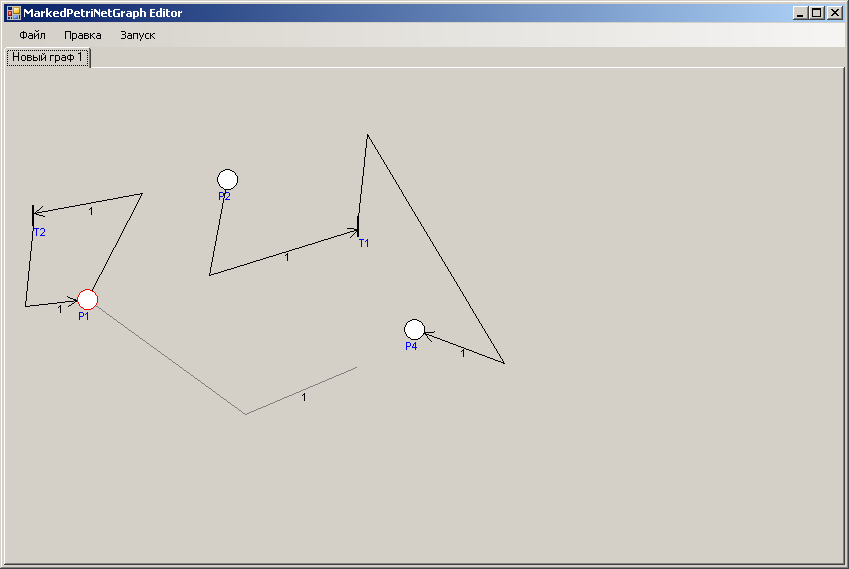 MarkedPetriNetGraph Editor
Файл Правка Запуск
Новый граф 1
P2
1
T2
T1
1
1
P1
P4
1
1